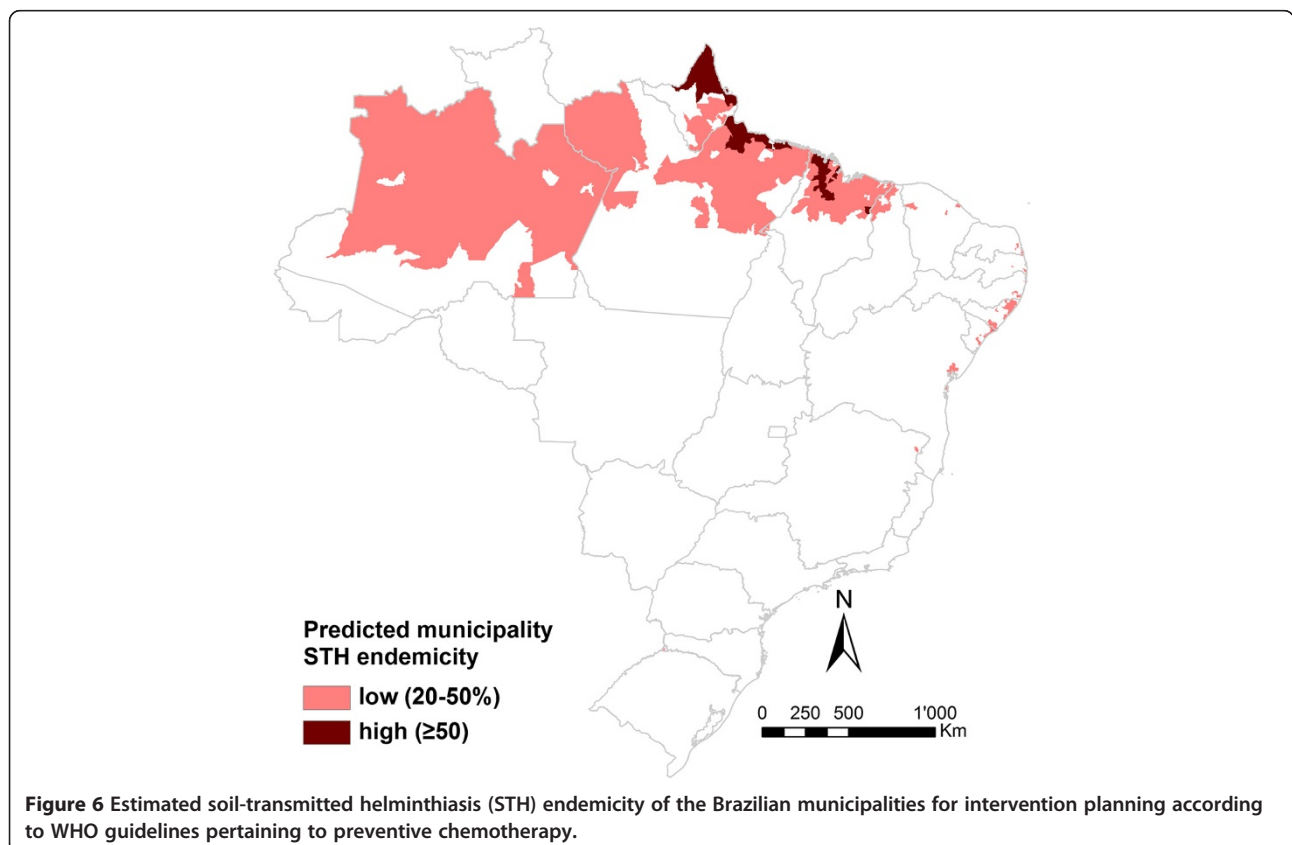 N
Predicted municipality
STH endemicity
low (20-50%)
high (≥50)
0 250 500 1'000
Km
Figure 6 Estimated soil-transmitted helminthiasis (STH) endemicity of the Brazilian municipalities for intervention planning according
to WHO guidelines pertaining to preventive chemotherapy.